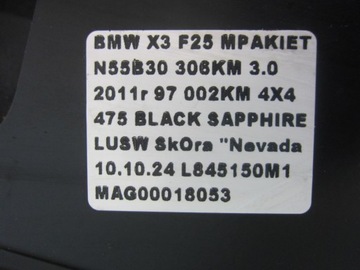 BMW X3 F25 MPAKIET
N55B30 306KM 3.0
2011r 97 002KM 4X4
475 BLACK SAPPHIRE
LUSW SkOra "Nevada
10.10.24 L845150M1
MAG00018053